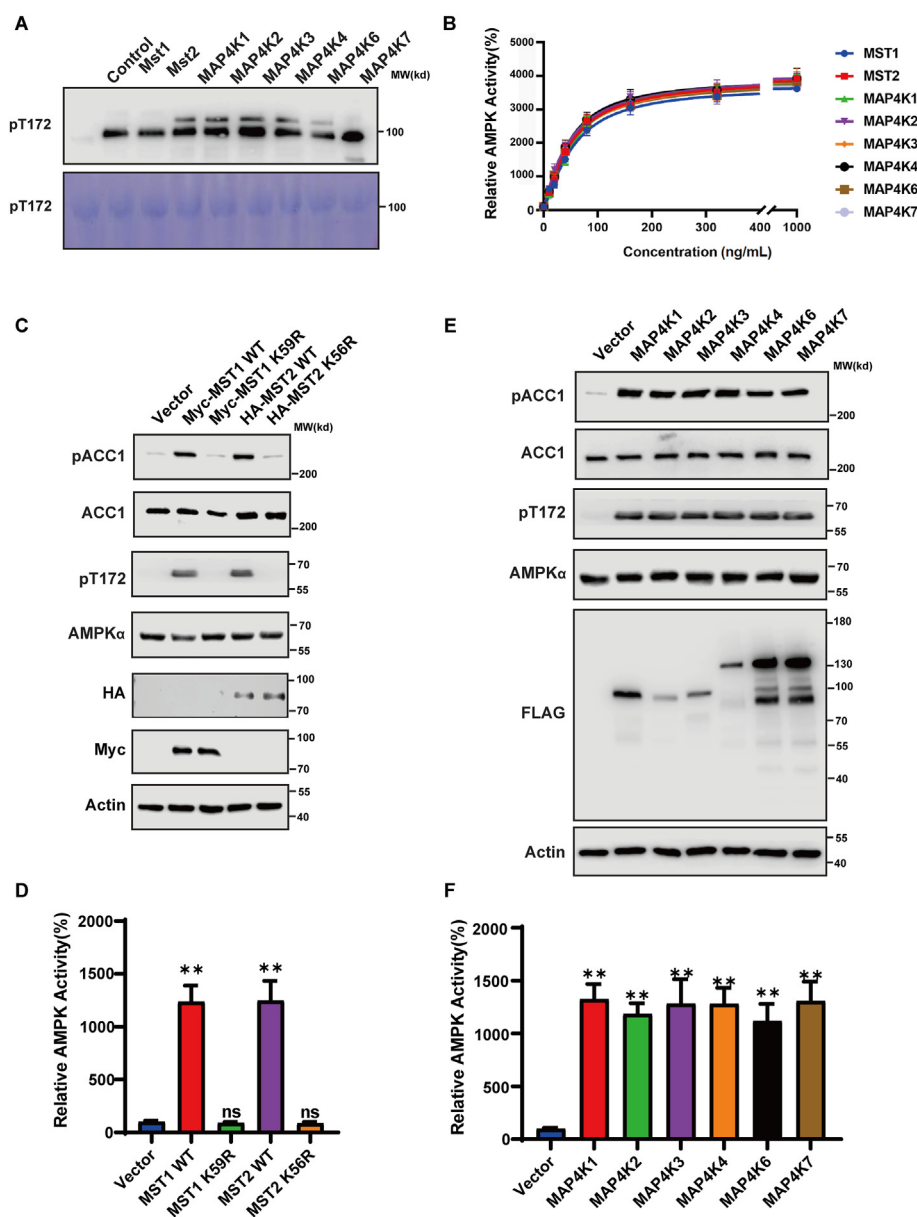 A
Control
Mst1
Mst2
MAP4K1
MAP4K2
MAP4K3
MAP4K4
MAP4K6
MAP4K7
MW(kd)
pT172
100
pT172
100
B
Relative AMPK Activity(%)
5000
4000
3000
2000
1000
0
0
100
200
300
400
1000
Concentration (ng/mL)
MST1
MST2
MAP4K1
MAP4K2
MAP4K3
MAP4K4
MAP4K6
MAP4K7
C
Vector
Myc-MST1 WT
Myc-MST1 K59R
HA-MST2 WT
HA-MST2 K56R
MW(kd)
pACC1
200
ACC1
200
pT172
70
55
AMPKα
70
55
HA
100
70
Myc
100
70
Actin
55
40
E
Vector
MAP4K1
MAP4K2
MAP4K3
MAP4K4
MAP4K6
MAP4K7
MW(kd)
pACC1
200
ACC1
200
pT172
70
55
AMPKα
70
55
FLAG
180
130
100
70
55
40
Actin
55
40
D
Relative AMPK Activity(%)
2000
1500
1000
500
0
**
ns
**
ns
Vector
MST1 WT
MST1 K59R
MST2 WT
MST2 K56R
F
Relative AMPK Activity(%)
2000
1500
1000
500
0
**
**
**
**
**
**
Vector
MAP4K1
MAP4K2
MAP4K3
MAP4K4
MAP4K6
MAP4K7